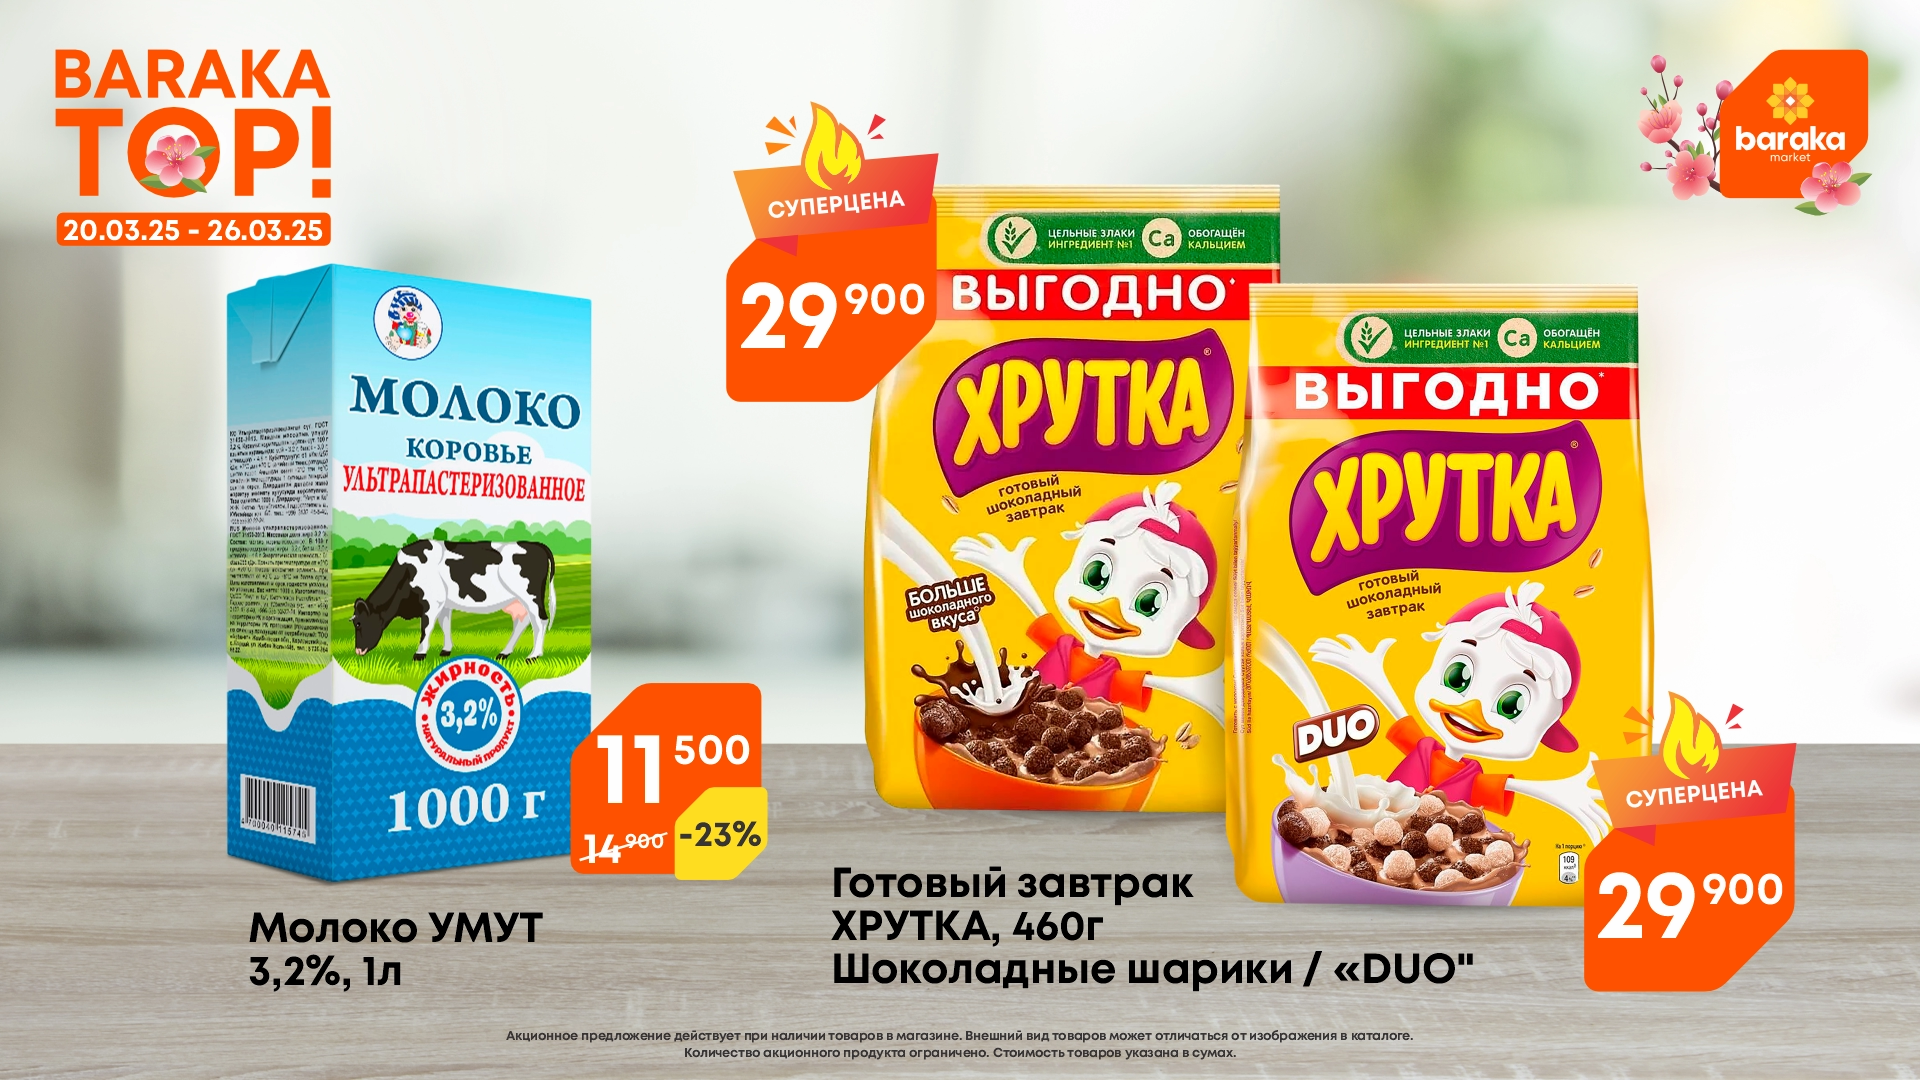 BARAKA
TOP!
20.03.25 - 26.03.25
baraka
market
СУПЕРЦЕНА
29 900
ЦЕЛЬНЫЕ ЗЛАКИ
ИНГРЕДИЕНТ №1
Ca
ОБОГАЩЁН
КАЛЬЦИЕМ
ВЫГОДНО
ХРУТКА
готовый
шоколадный
завтрак
БОЛЬШЕ
шоколадного
вкуса
ЦЕЛЬНЫЕ ЗЛАКИ
ИНГРЕДИЕНТ №1
Ca
ОБОГАЩЁН
КАЛЬЦИЕМ
ВЫГОДНО*
ХРУТКА
готовый
шоколадный
завтрак
DUO
109
СУПЕРЦЕНА
29 900
МОЛОКО
КОРОВЬЕ
УЛЬТРАПАСТЕРИЗОВАННОЕ
ЖИРНОСТЬ
3,2%
НАТУРАЛЬНЫЙ ПРОДУКТ
1000 г
11 500
14 900
-23%
Молоко УМУТ
3,2%, 1л
Готовый завтрак
ХРУТКА, 460г
Шоколадные шарики / «DUO"
Акционное предложение действует при наличии товаров в магазине. Внешний вид товаров может отличаться от изображения в каталоге.
Количество акционного продукта ограничено. Стоимость товаров указана в сумах.